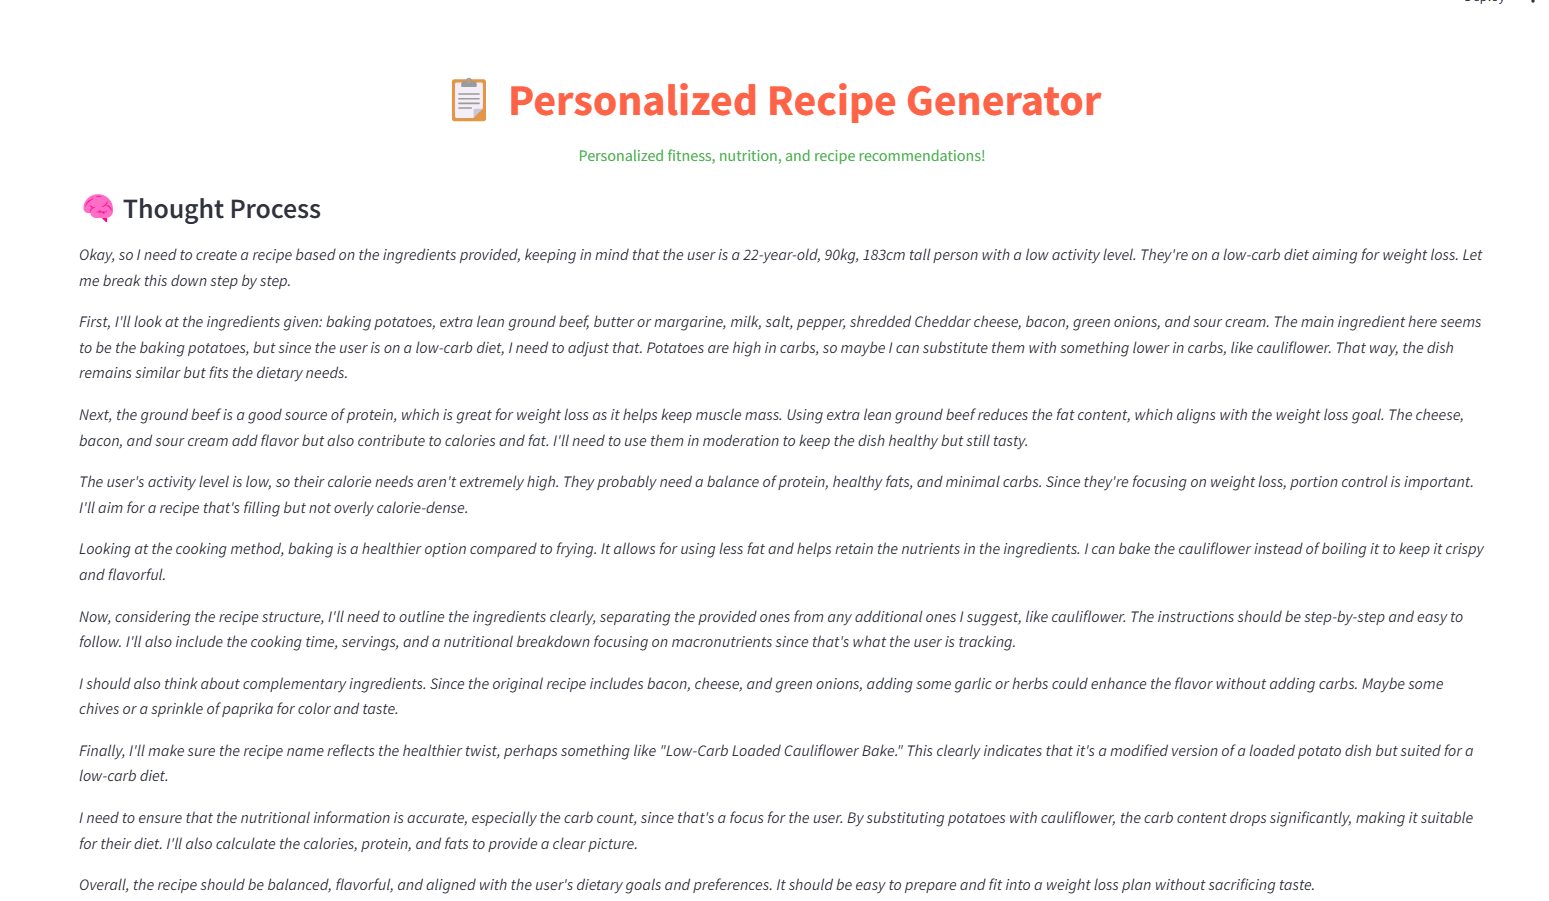 Personalized Recipe Generator
Personalized fitness, nutrition, and recipe recommendations!
Thought Process
Okay, so I need to create a recipe based on the ingredients provided, keeping in mind that the user is a 22-year-old, 90kg, 183cm tall person with a low activity level. They're on a low-carb diet aiming for weight loss. Let
me break this down step by step.
First, I'll look at the ingredients given: baking potatoes, extra lean ground beef, butter or margarine, milk, salt, pepper, shredded Cheddar cheese, bacon, green onions, and sour cream. The main ingredient here seems
to be the baking potatoes, but since the user is on a low-carb diet, I need to adjust that. Potatoes are high in carbs, so maybe I can substitute them with something lower in carbs, like cauliflower. That way, the dish
remains similar but fits the dietary needs.
Next, the ground beef is a good source of protein, which is great for weight loss as it helps keep muscle mass. Using extra lean ground beef reduces the fat content, which aligns with the weight loss goal. The cheese,
bacon, and sour cream add flavor but also contribute to calories and fat. I'll need to use them in moderation to keep the dish healthy but still tasty.
The user's activity level is low, so their calorie needs aren't extremely high. They probably need a balance of protein, healthy fats, and minimal carbs. Since they're focusing on weight loss, portion control is important.
I'll aim for a recipe that's filling but not overly calorie-dense.
Looking at the cooking method, baking is a healthier option compared to frying. It allows for using less fat and helps retain the nutrients in the ingredients. I can bake the cauliflower instead of boiling it to keep it crispy
and flavorful.
Now, considering the recipe structure, I'll need to outline the ingredients clearly, separating the provided ones from any additional ones I suggest, like cauliflower. The instructions should be step-by-step and easy to
follow. I'll also include the cooking time, servings, and a nutritional breakdown focusing on macronutrients since that's what the user is tracking.
I should also think about complementary ingredients. Since the original recipe includes bacon, cheese, and green onions, adding some garlic or herbs could enhance the flavor without adding carbs. Maybe some
chives or a sprinkle of paprika for color and taste.
Finally, I'll make sure the recipe name reflects the healthier twist, perhaps something like "Low-Carb Loaded Cauliflower Bake." This clearly indicates that it's a modified version of a loaded potato dish but suited for a
low-carb diet.
I need to ensure that the nutritional information is accurate, especially the carb count, since that's a focus for the user. By substituting potatoes with cauliflower, the carb content drops significantly, making it suitable
for their diet. I'll also calculate the calories, protein, and fats to provide a clear picture.
Overall, the recipe should be balanced, flavorful, and aligned with the user's dietary goals and preferences. It should be easy to prepare and fit into a weight loss plan without sacrificing taste.